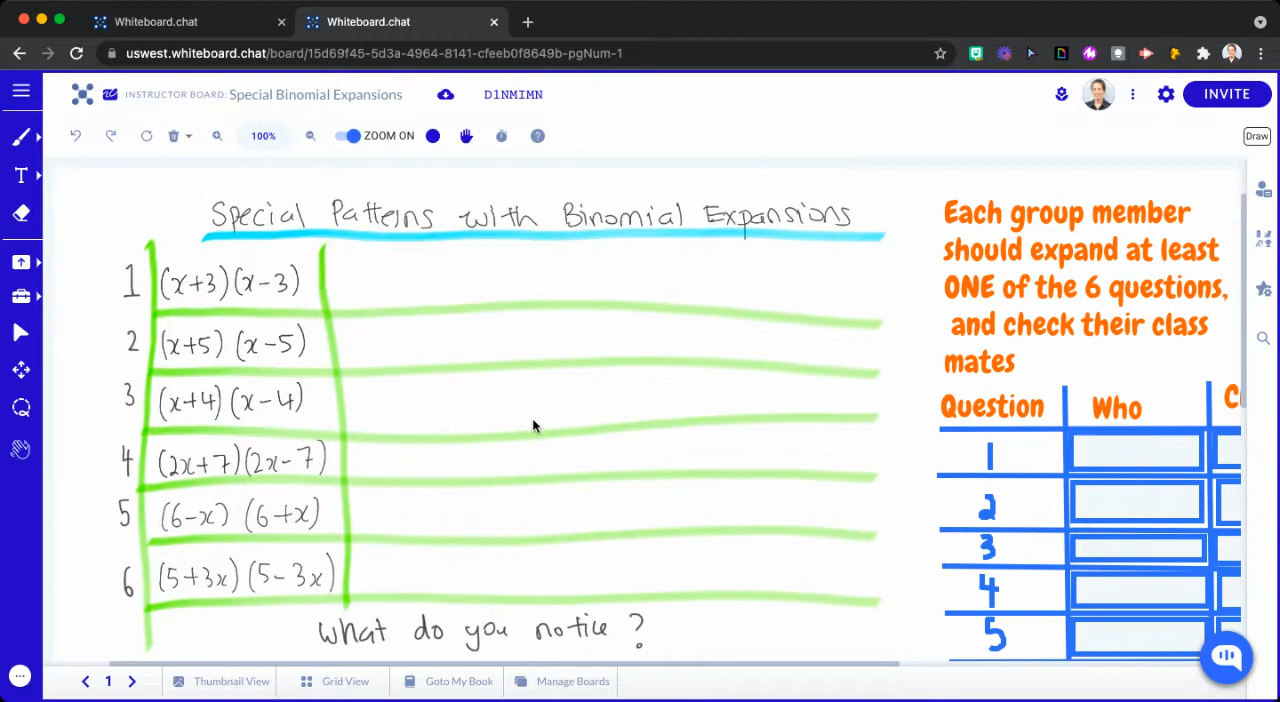 Whiteboard.chat
Whiteboard.chat
uswest.whiteboard.chat/board/15d69f45-5d3a-4964-8141-cfeeb0f8649b-pgNum-1
INSTRUCTOR BOARD: Special Binomial Expansions D1NMIMN INVITE
100% ZOOM ON
Draw
Special Patterns with Binomial Expansions
1 (x+3)(x-3)
2 (x+5) (x-5)
3 (x+4)(x-4)
4 (2x+7)(2x-7)
5 (6-x) (6+x)
6 (5+3x)(5-3x)
What do you notice ?
Each group member
should expand at least
ONE of the 6 questions,
and check their class
mates
Question Who C
1
2
3
4
5
1 Thumbnail View Grid View Goto My Book Manage Boards